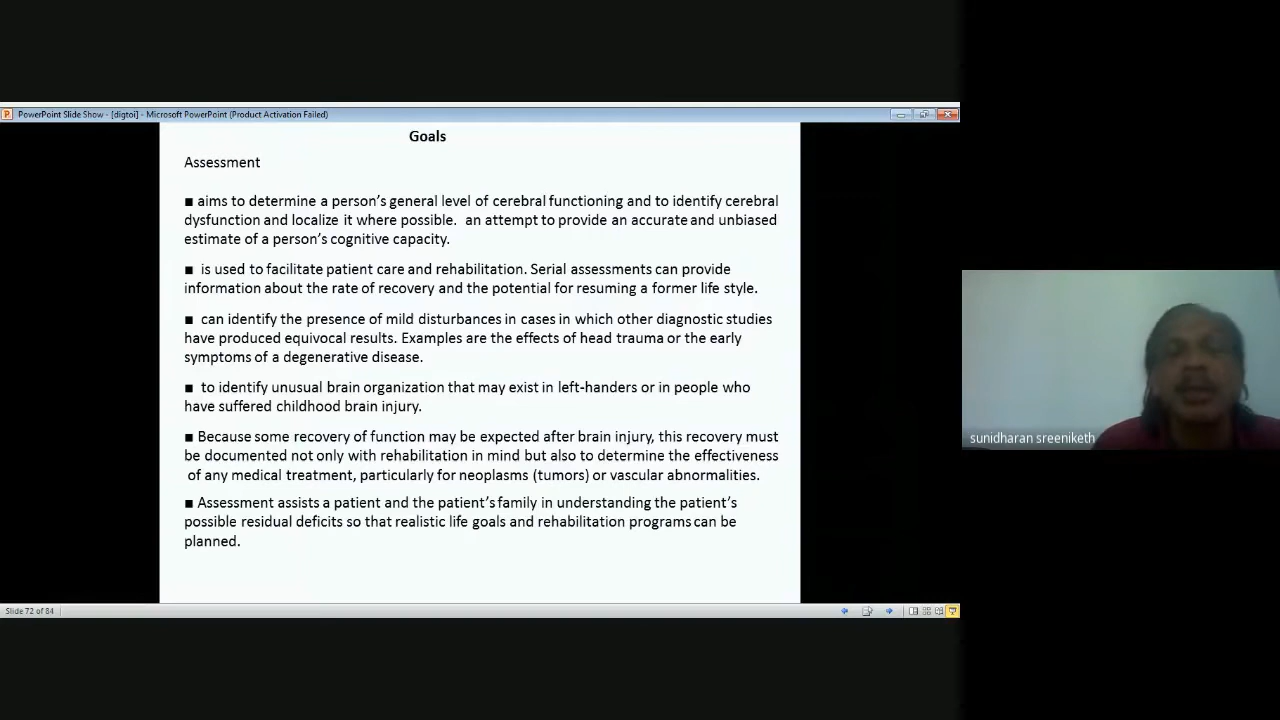 PowerPoint Slide Show - [digtoi] - Microsoft PowerPoint (Product Activation Failed)
Goals
Assessment
■ aims to determine a person's general level of cerebral functioning and to identify cerebral
dysfunction and localize it where possible. an attempt to provide an accurate and unbiased
estimate of a person's cognitive capacity.
■ is used to facilitate patient care and rehabilitation. Serial assessments can provide
information about the rate of recovery and the potential for resuming a former life style.
■ can identify the presence of mild disturbances in cases in which other diagnostic studies
have produced equivocal results. Examples are the effects of head trauma or the early
symptoms of a degenerative disease.
■ to identify unusual brain organization that may exist in left-handers or in people who
have suffered childhood brain injury.
■ Because some recovery of function may be expected after brain injury, this recovery must
be documented not only with rehabilitation in mind but also to determine the effectiveness
of any medical treatment, particularly for neoplasms (tumors) or vascular abnormalities.
■ Assessment assists a patient and the patient's family in understanding the patient's
possible residual deficits so that realistic life goals and rehabilitation programs can be
planned.
Slide 72 of 84
sunidharan sreeniketh